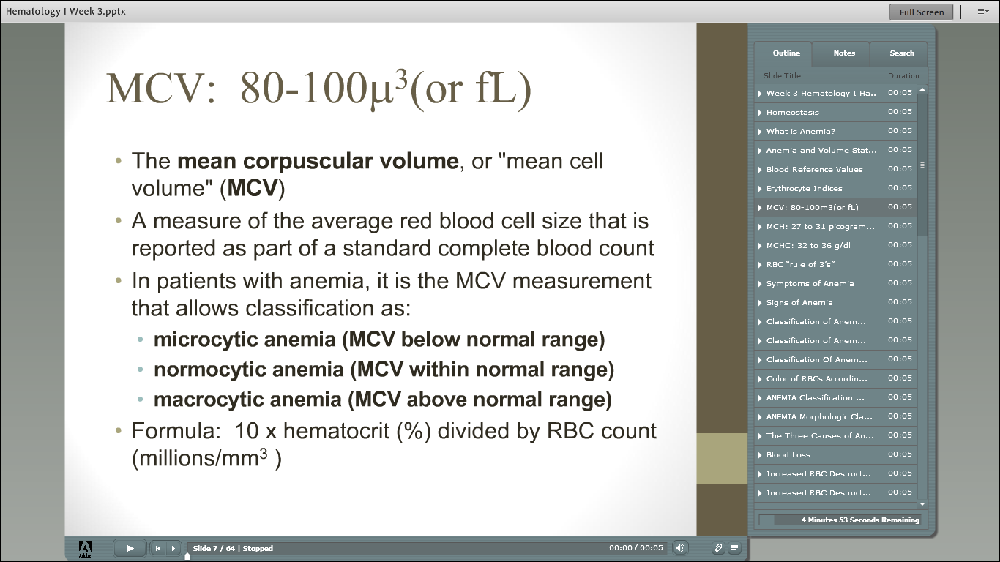 Hematology I Week 3.pptx
Full Screen
MCV:  80-100µ³(or fL)
• The mean corpuscular volume, or "mean cell
volume" (MCV)
• A measure of the average red blood cell size that is
reported as part of a standard complete blood count
• In patients with anemia, it is the MCV measurement
that allows classification as:
• microcytic anemia (MCV below normal range)
• normocytic anemia (MCV within normal range)
• macrocytic anemia (MCV above normal range)
• Formula:  10 x hematocrit (%) divided by RBC count
(millions/mm³ )
Outline Notes Search
Slide Title Duration
Week 3 Hematology I Ha.. 00:05
Homeostasis 00:05
What is Anemia? 00:05
Anemia and Volume Stat... 00:05
Blood Reference Values 00:05
Erythrocyte Indices 00:05
MCV: 80-100m3(or fL) 00:05
MCH: 27 to 31 picogram... 00:05
MCHC: 32 to 36 g/dl 00:05
RBC “rule of 3’s” 00:05
Symptoms of Anemia 00:05
Signs of Anemia 00:05
Classification of Anem... 00:05
Classification of Anem... 00:05
Classification Of Anem... 00:05
Color of RBCs Accordin... 00:05
ANEMIA Classification ... 00:05
ANEMIA Morphologic Cla... 00:05
The Three Causes of An... 00:05
Blood Loss 00:05
Increased RBC Destruct... 00:05
Increased RBC Destruct... 00:05
4 Minutes 53 Seconds Remaining
Adobe
Slide 7 / 64 | Stopped 00:00 / 00:05